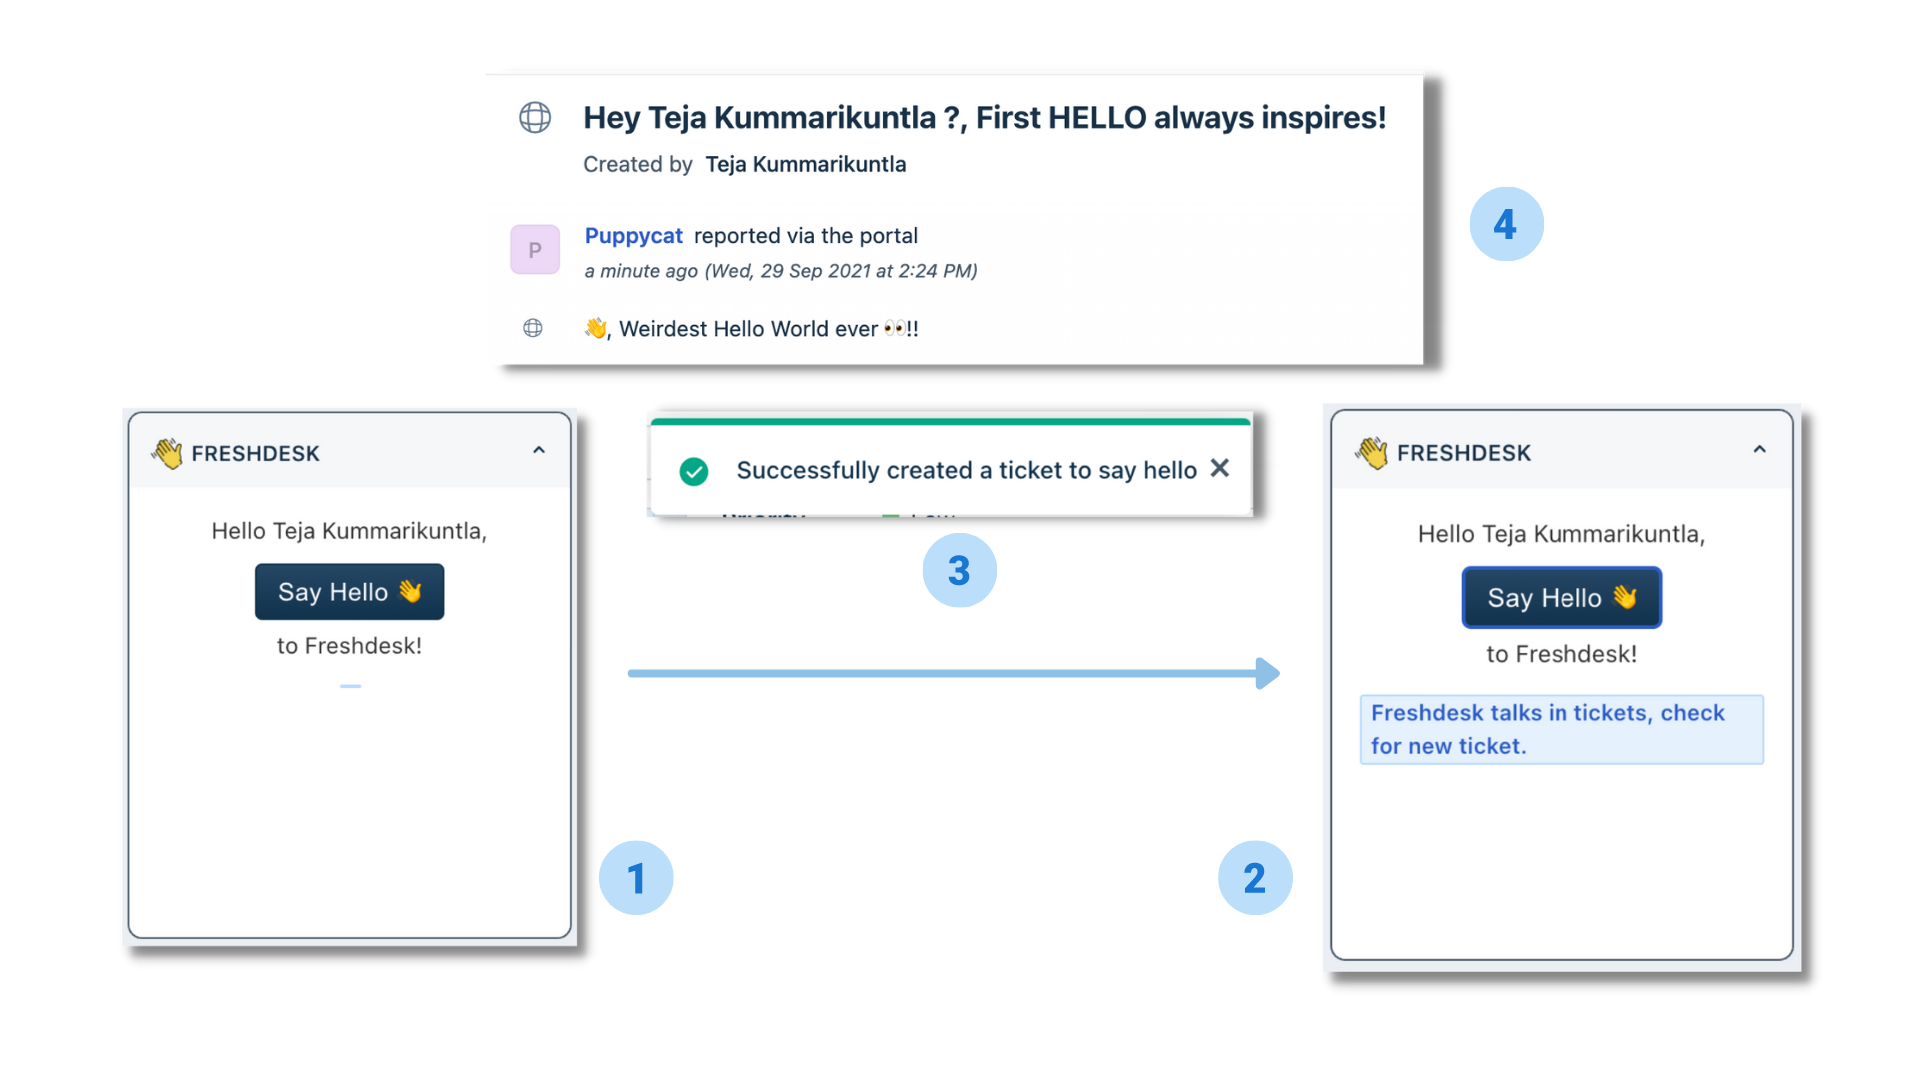 Hey Teja Kummarikuntla ?, First HELLO always inspires!
Created by Teja Kummarikuntla
P
Puppycat reported via the portal
a minute ago (Wed, 29 Sep 2021 at 2:24 PM)
👋, Weirdest Hello World ever 👀!!
4
👋 FRESHDESK
Hello Teja Kummarikuntla,
Say Hello 👋
to Freshdesk!
1
Successfully created a ticket to say hello
3
👋 FRESHDESK
Hello Teja Kummarikuntla,
Say Hello 👋
to Freshdesk!
Freshdesk talks in tickets, check
for new ticket.
2